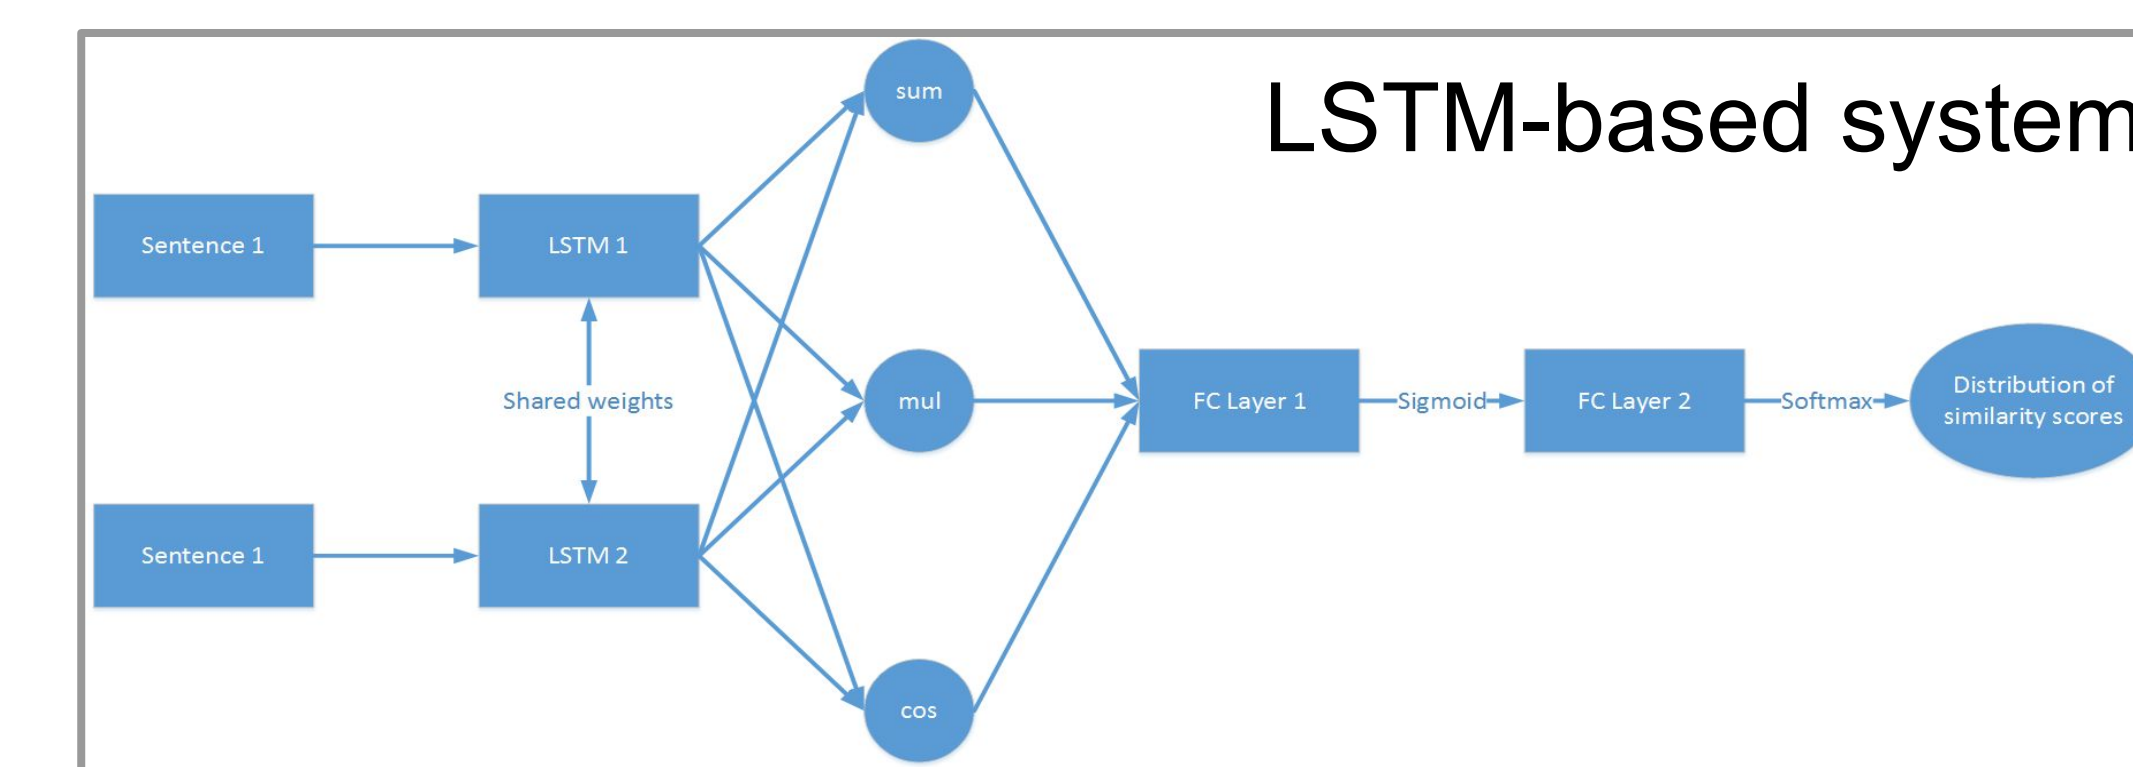 LSTM-based system
sum
Sentence 1
LSTM 1
Shared weights
mul
FC Layer 1
Sigmoid
FC Layer 2
Softmax
Distribution of
similarity scores
Sentence 1
LSTM 2
cos